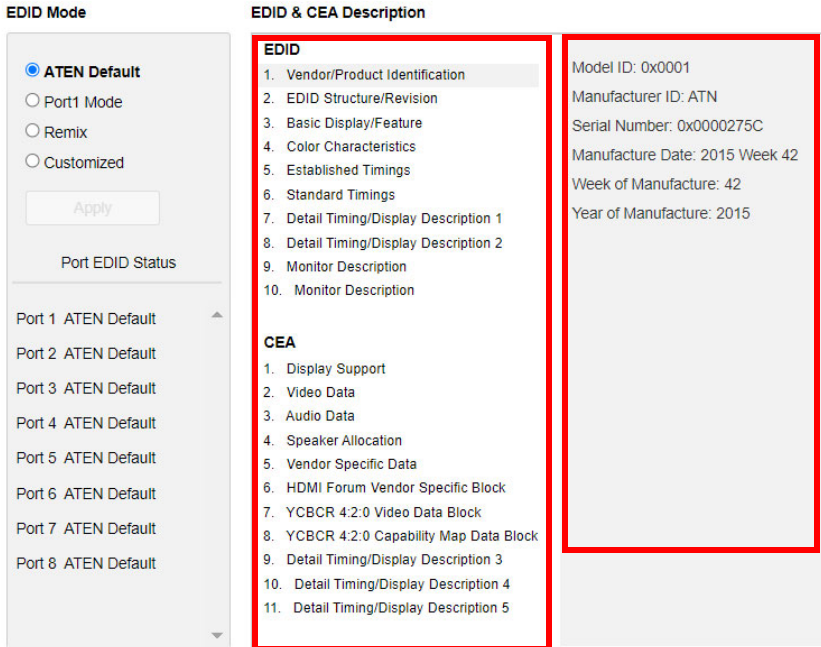 EDID Mode
ATEN Default
Port1 Mode
Remix
Customized
Apply
Port EDID Status
Port 1 ATEN Default
Port 2 ATEN Default
Port 3 ATEN Default
Port 4 ATEN Default
Port 5 ATEN Default
Port 6 ATEN Default
Port 7 ATEN Default
Port 8 ATEN Default
EDID & CEA Description
EDID
1. Vendor/Product Identification
2. EDID Structure/Revision
3. Basic Display/Feature
4. Color Characteristics
5. Established Timings
6. Standard Timings
7. Detail Timing/Display Description 1
8. Detail Timing/Display Description 2
9. Monitor Description
10. Monitor Description
CEA
1. Display Support
2. Video Data
3. Audio Data
4. Speaker Allocation
5. Vendor Specific Data
6. HDMI Forum Vendor Specific Block
7. YCBCR 4:2:0 Video Data Block
8. YCBCR 4:2:0 Capability Map Data Block
9. Detail Timing/Display Description 3
10. Detail Timing/Display Description 4
11. Detail Timing/Display Description 5
Model ID: 0x0001
Manufacturer ID: ATN
Serial Number: 0x0000275C
Manufacture Date: 2015 Week 42
Week of Manufacture: 42
Year of Manufacture: 2015